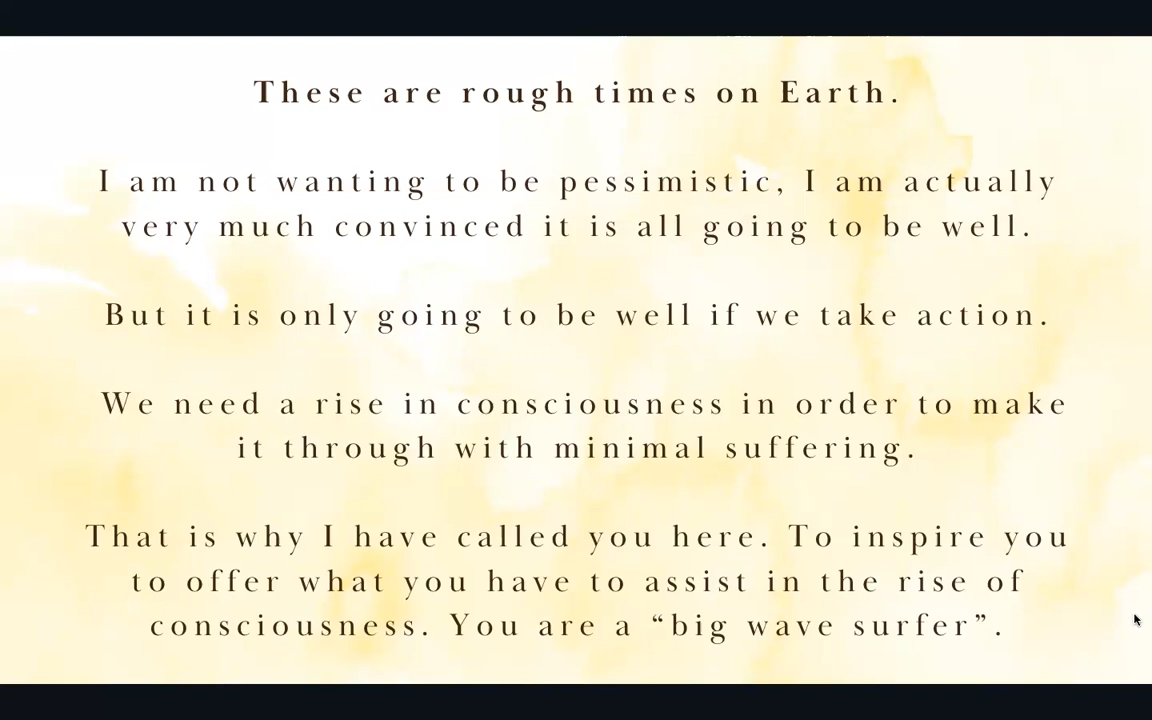 These are rough times on Earth.
I am not wanting to be pessimistic, I am actually
very much convinced it is all going to be well.
But it is only going to be well if we take action.
We need a rise in consciousness in order to make
it through with minimal suffering.
That is why I have called you here. To inspire you
to offer what you have to assist in the rise of
consciousness. You are a “big wave surfer”.